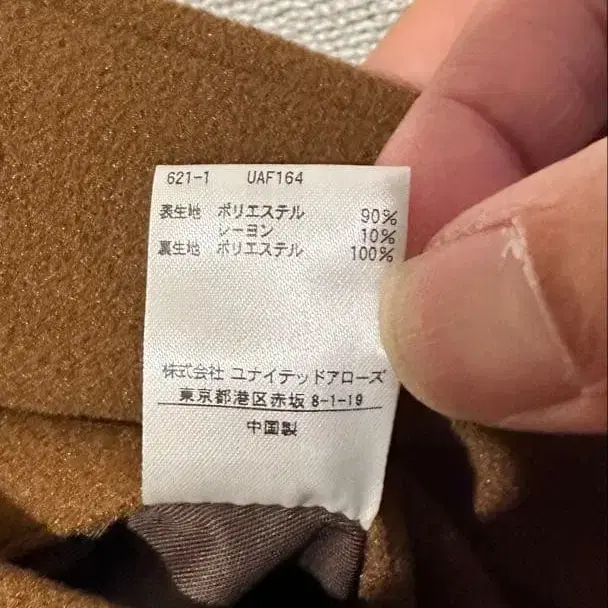 621-1 UAF164
表生地 ポリエステル 90%
レーヨン 10%
裏生地 ポリエステル 100%
株式会社 ユナイテッドアローズ
東京都港区赤坂 8-1-19
中国製